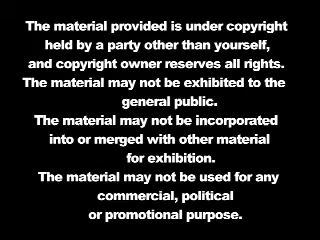 The material provided is under copyright
held by a party other than yourself,
and copyright owner reserves all rights.
The material may not be exhibited to the
general public.
The material may not be incorporated
into or merged with other material
for exhibition.
The material may not be used for any
commercial, political
or promotional purpose.